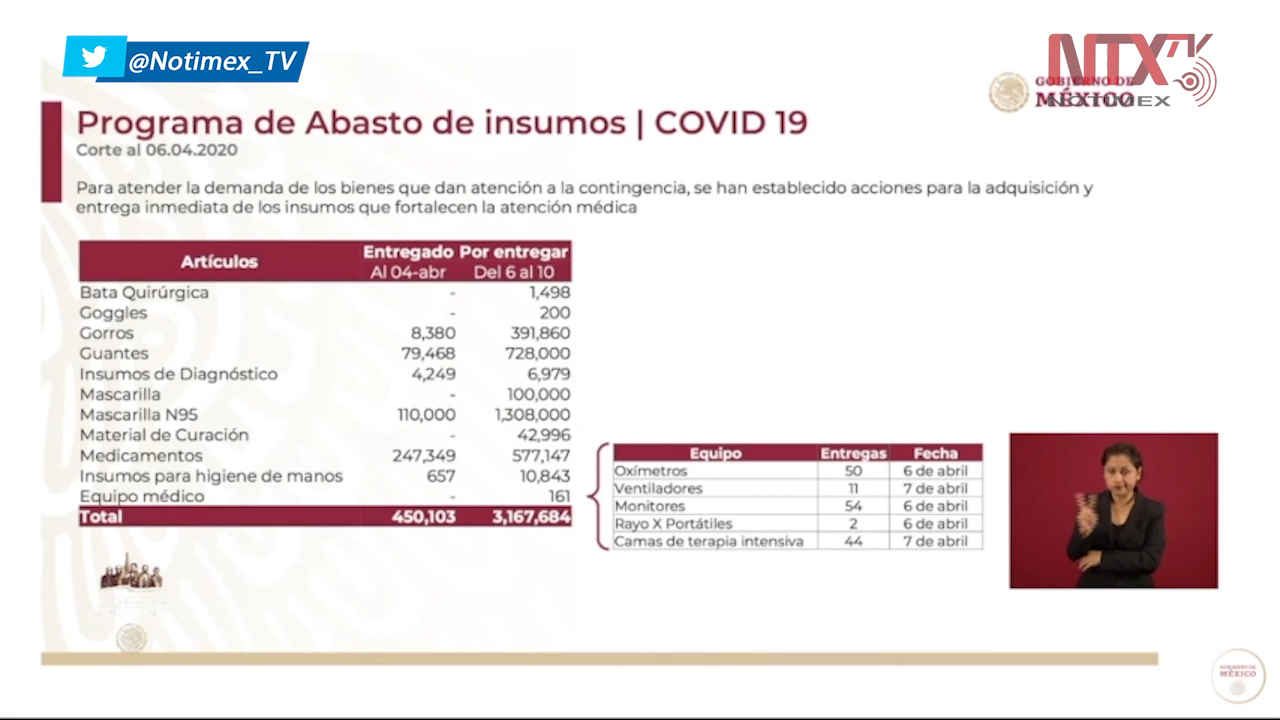 @Notimex_TV
NTX
NOTIMEX
GOBIERNO DE
MÉXICO
Programa de Abasto de insumos | COVID 19
Corte al 06.04.2020
Para atender la demanda de los bienes que dan atención a la contingencia, se han establecido acciones para la adquisición y
entrega inmediata de los insumos que fortalecen la atención médica
Artículos Entregado Por entregar
Al 04-abr Del 6 al 10
Bata Quirúrgica - 1,498
Goggles - 200
Gorros 8,380 391,860
Guantes 79,468 728,000
Insumos de Diagnóstico 4,249 6,979
Mascarilla - 100,000
Mascarilla N95 110,000 1,308,000
Material de Curación - 42,996
Medicamentos 247,349 577,147
Insumos para higiene de manos 657 10,843
Equipo médico - 161
Total 450,103 3,167,684
Equipo Entregas Fecha
Oxímetros 50 6 de abril
Ventiladores 11 7 de abril
Monitores 54 6 de abril
Rayo X Portátiles 2 6 de abril
Camas de terapia intensiva 44 7 de abril
GOBIERNO DE
MÉXICO